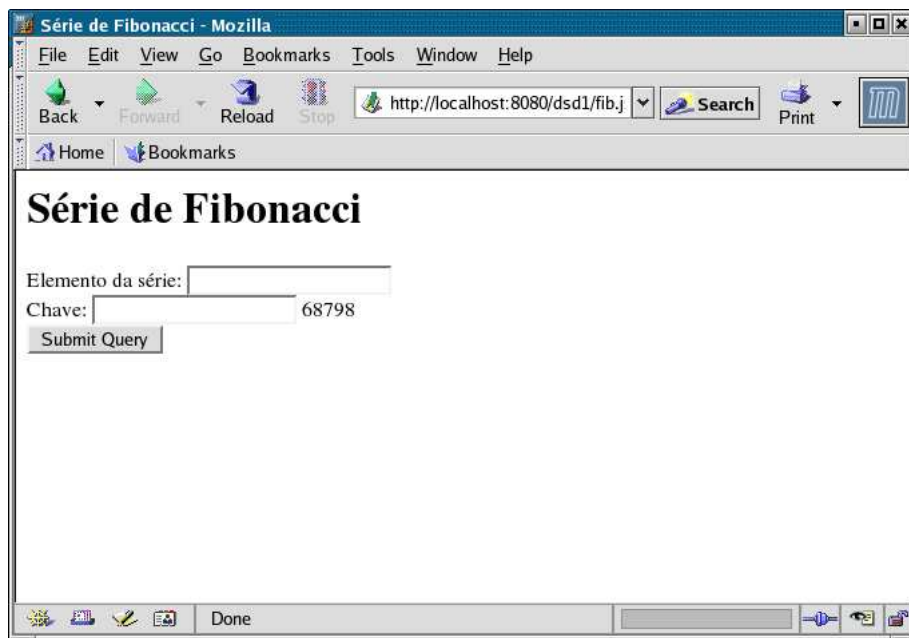 Série de Fibonacci - Mozilla
File Edit View Go Bookmarks Tools Window Help
Back Forward Reload Stop http://localhost:8080/dsd1/fib.j Search Print
Home Bookmarks
Série de Fibonacci
Elemento da série:
Chave: 68798
Submit Query
Done